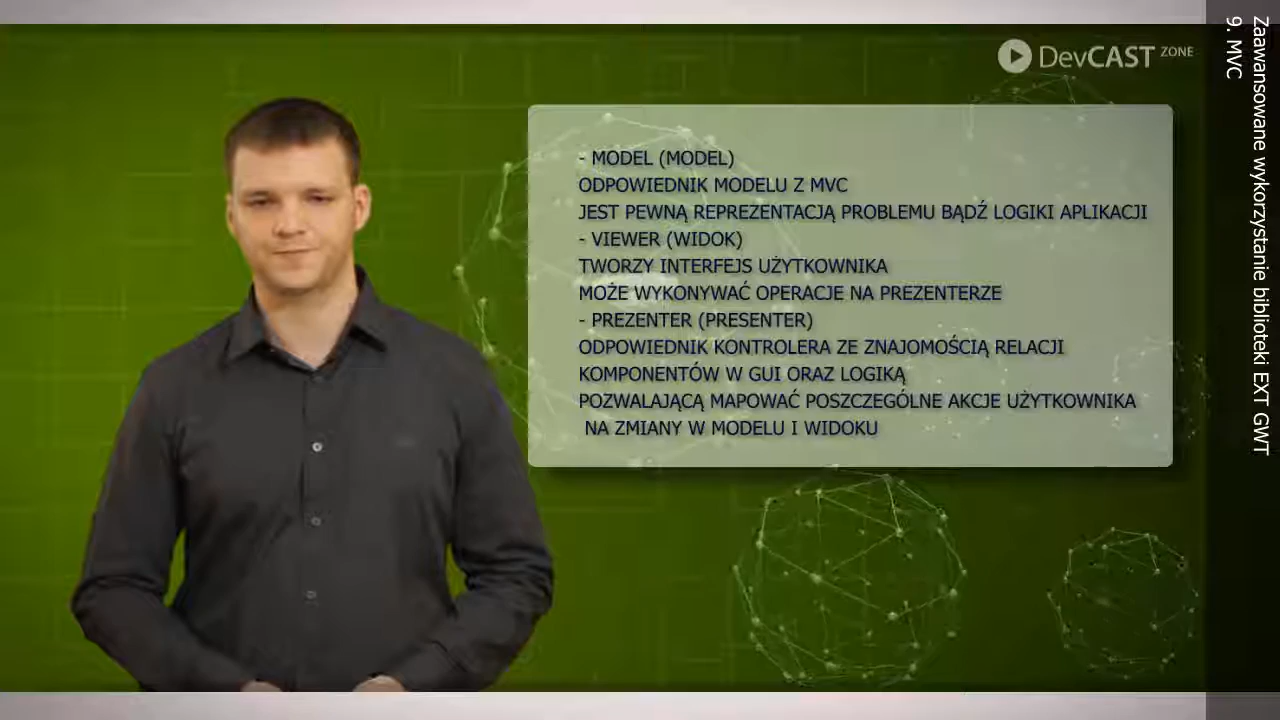 DevCAST ZONE
- MODEL (MODEL)
ODPOWIEDNIK MODELU Z MVC
JEST PEWNĄ REPREZENTACJĄ PROBLEMU BĄDŹ LOGIKI APLIKACJI
- VIEWER (WIDOK)
TWORZY INTERFEJS UŻYTKOWNIKA
MOŻE WYKONYWAĆ OPERACJE NA PREZENTERZE
- PREZENTER (PRESENTER)
ODPOWIEDNIK KONTROLERA ZE ZNAJOMOŚCIĄ RELACJI
KOMPONENTÓW W GUI ORAZ LOGIKĄ
POZWALAJĄCĄ MAPOWAĆ POSZCZEGÓLNE AKCJE UŻYTKOWNIKA
NA ZMIANY W MODELU I WIDOKU
Zaawansowane wykorzystanie biblioteki EXT GWT
9. MVC